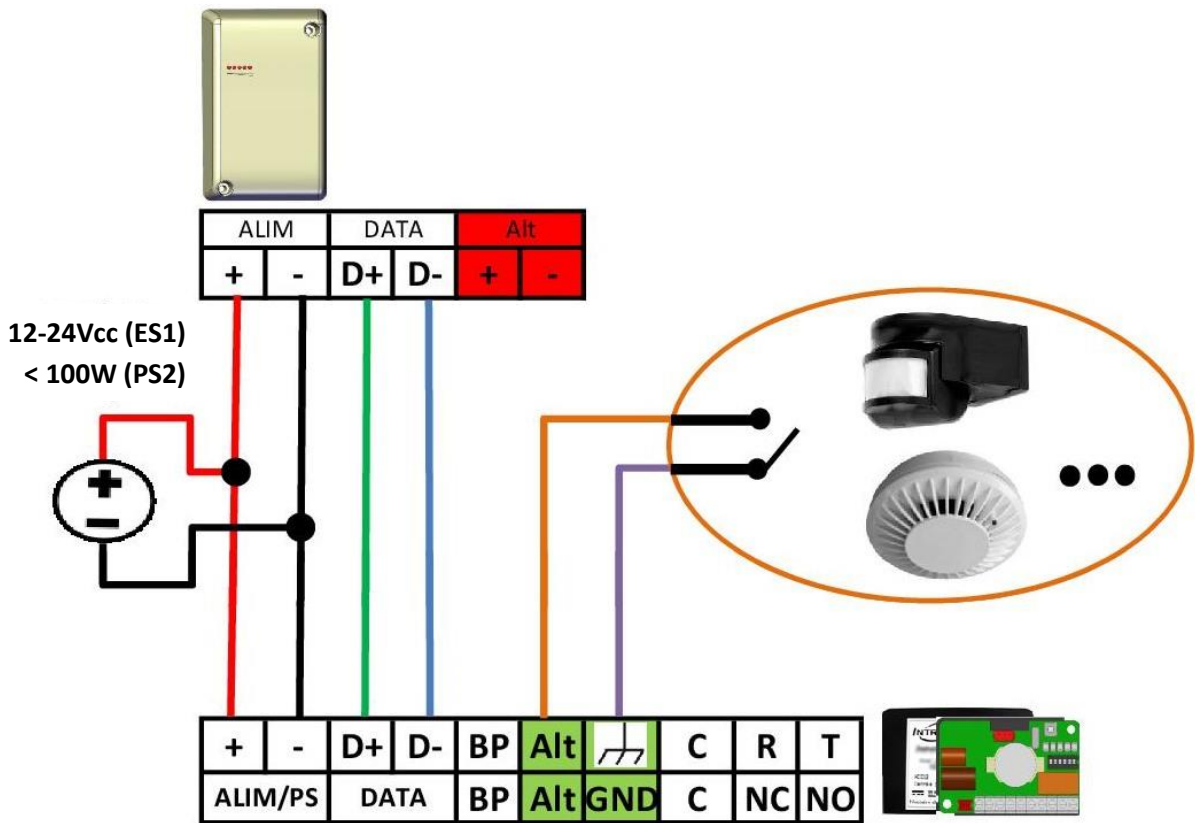 ALIM DATA Alt
+ - D+ D- + -
12-24Vcc (ES1)
< 100W (PS2)
+
-
+ - D+ D- BP Alt C R T
ALIM/PS DATA BP Alt GND C NC NO